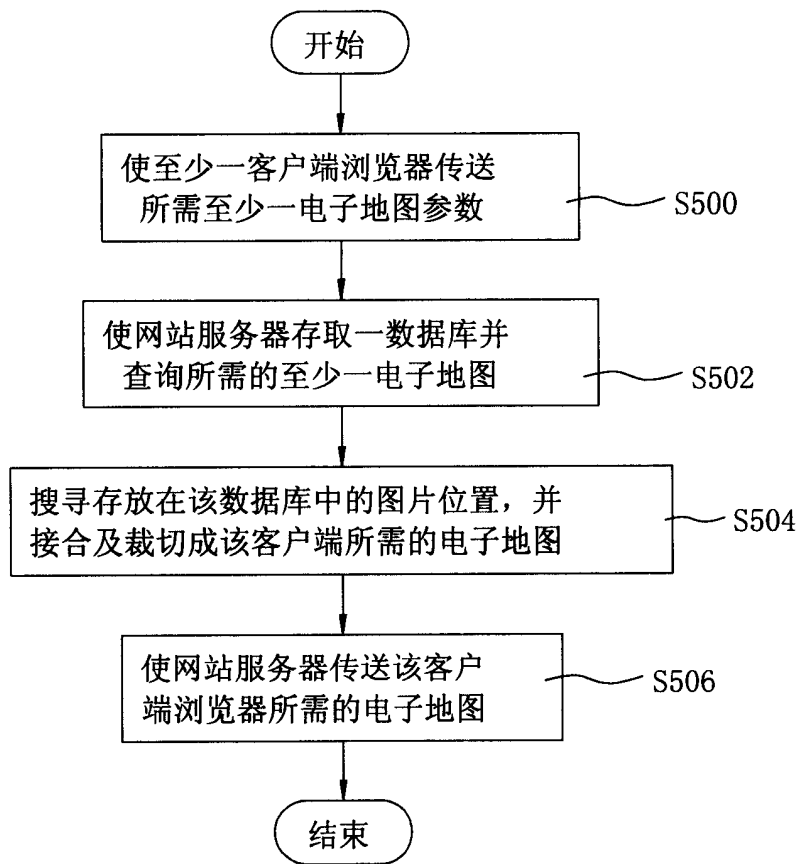 开始
使至少一客户端浏览器传送
所需至少一电子地图参数
S500
使网站服务器存取一数据库并
查询所需的至少一电子地图
S502
搜寻存放在该数据库中的图片位置，并
接合及裁切成该客户端所需的电子地图
S504
使网站服务器传送该客户
端浏览器所需的电子地图
S506
结束